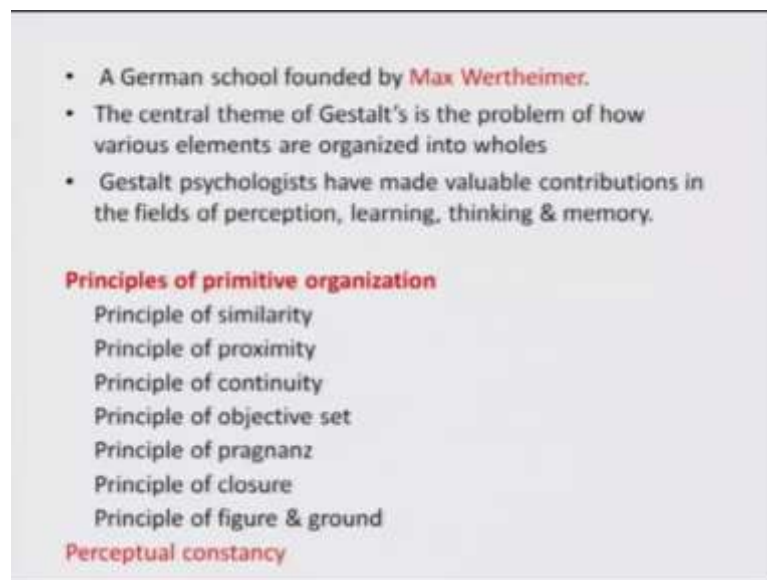 • A German school founded by Max Wertheimer.
• The central theme of Gestalt's is the problem of how
various elements are organized into wholes
• Gestalt psychologists have made valuable contributions in
the fields of perception, learning, thinking & memory.
Principles of primitive organization
Principle of similarity
Principle of proximity
Principle of continuity
Principle of objective set
Principle of pragnanz
Principle of closure
Principle of figure & ground
Perceptual constancy